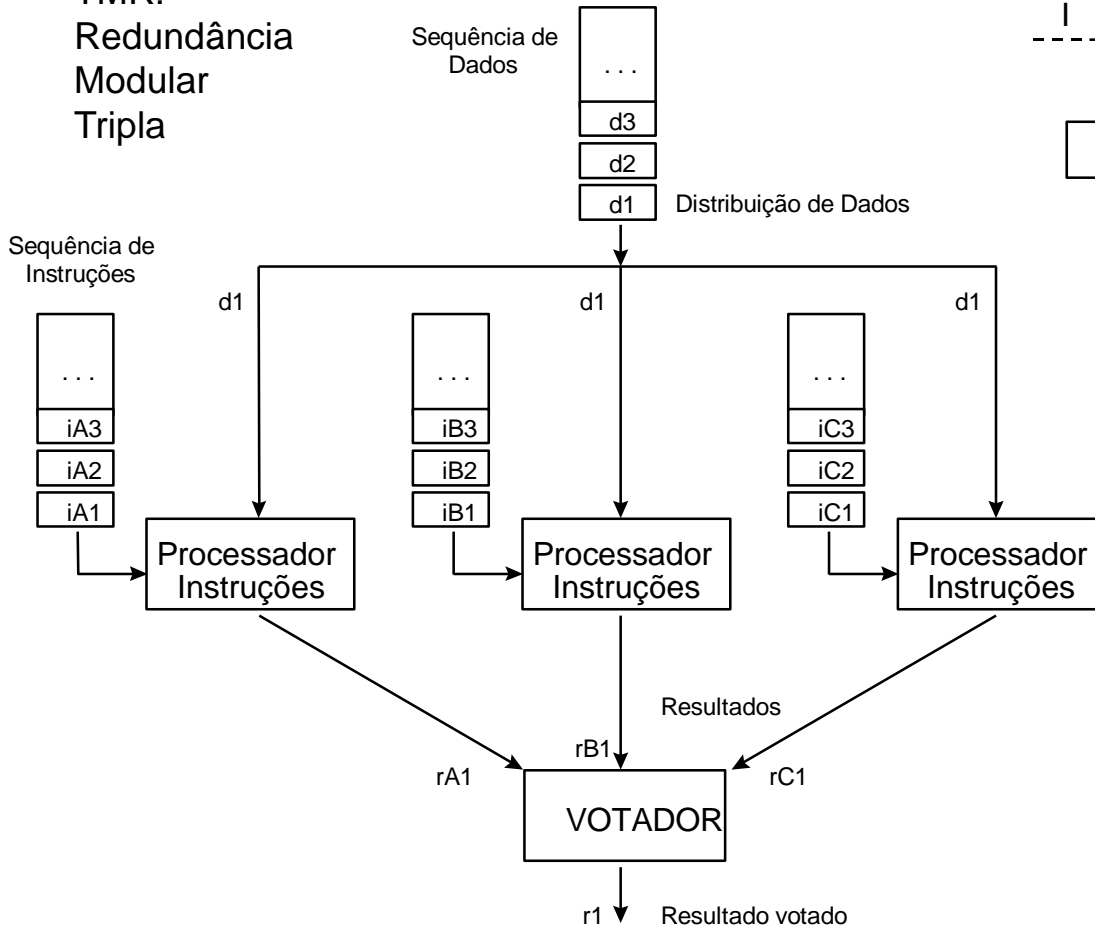 TMR:
Redundância
Modular
Tripla
Sequência de
Dados
. . .
d3
d2
d1
Distribuição de Dados
I
Sequência de
Instruções
d1
d1
d1
. . .
iA3
iA2
iA1
. . .
iB3
iB2
iB1
. . .
iC3
iC2
iC1
Processador
Instruções
Processador
Instruções
Processador
Instruções
Resultados
rA1
rB1
rC1
VOTADOR
r1
Resultado votado